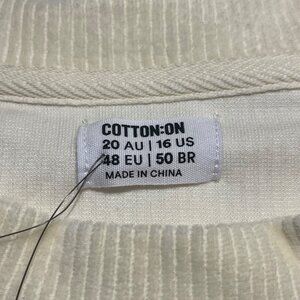 COTTON:ON
20 AU | 16 US
48 EU | 50 BR
MADE IN CHINA